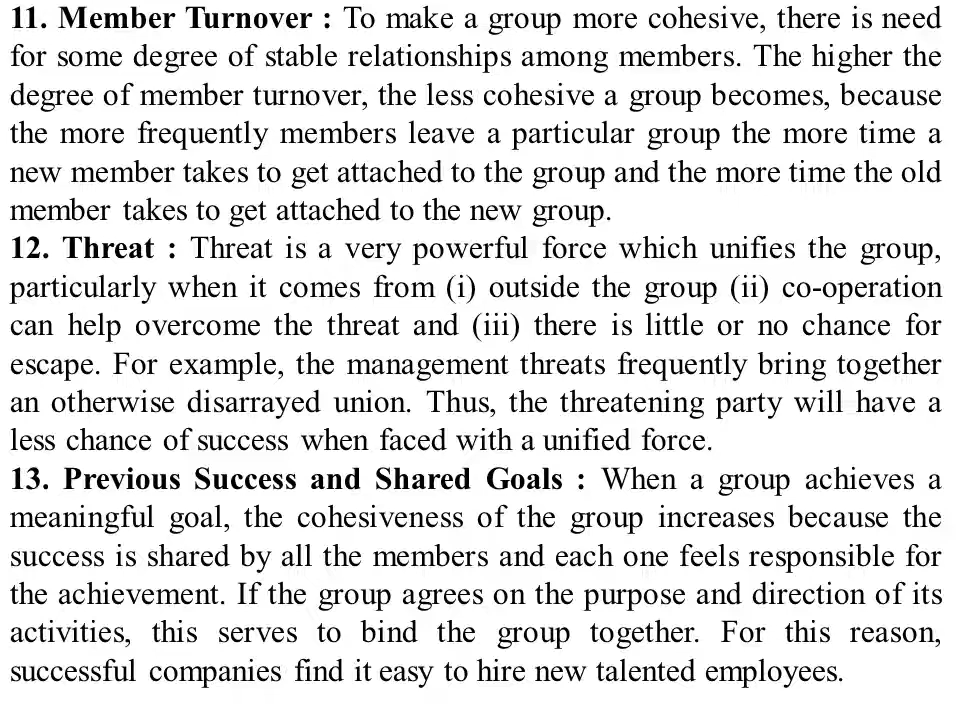 11. Member Turnover : To make a group more cohesive, there is need
for some degree of stable relationships among members. The higher the
degree of member turnover, the less cohesive a group becomes, because
the more frequently members leave a particular group the more time a
new member takes to get attached to the group and the more time the old
member takes to get attached to the new group.
12. Threat : Threat is a very powerful force which unifies the group,
particularly when it comes from (i) outside the group (ii) co-operation
can help overcome the threat and (iii) there is little or no chance for
escape. For example, the management threats frequently bring together
an otherwise disarrayed union. Thus, the threatening party will have a
less chance of success when faced with a unified force.
13. Previous Success and Shared Goals : When a group achieves a
meaningful goal, the cohesiveness of the group increases because the
success is shared by all the members and each one feels responsible for
the achievement. If the group agrees on the purpose and direction of its
activities, this serves to bind the group together. For this reason,
successful companies find it easy to hire new talented employees.